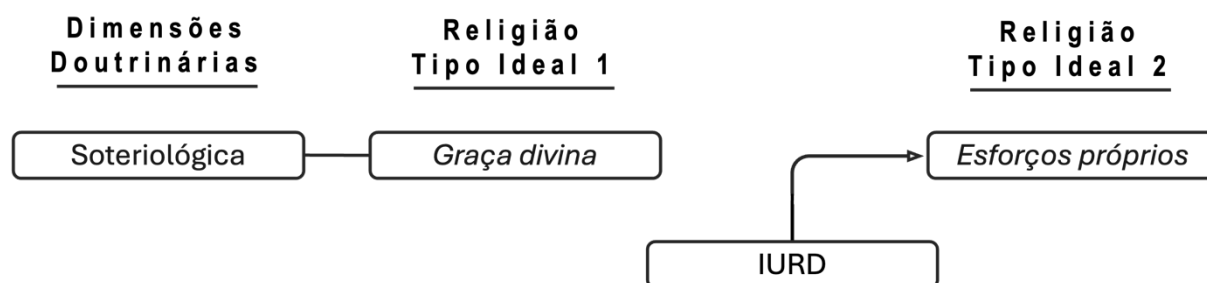 Dimensões
Doutrinárias
Religião
Tipo Ideal 1
Religião
Tipo Ideal 2
Soteriológica
Graça divina
Esforços próprios
IURD